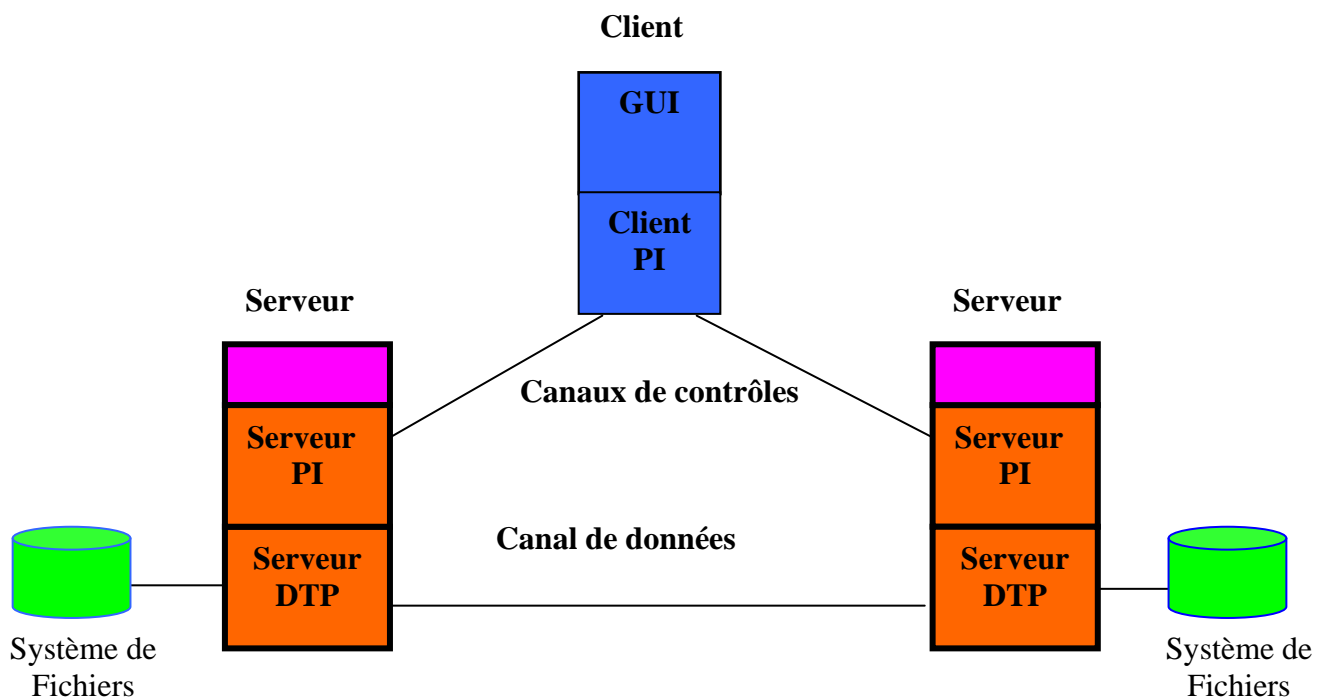 Client
GUI
Client
PI
Serveur
Serveur
Canaux de contrôles
Serveur
PI
Serveur
PI
Canal de données
Serveur
DTP
Serveur
DTP
Système de
Fichiers
Système de
Fichiers